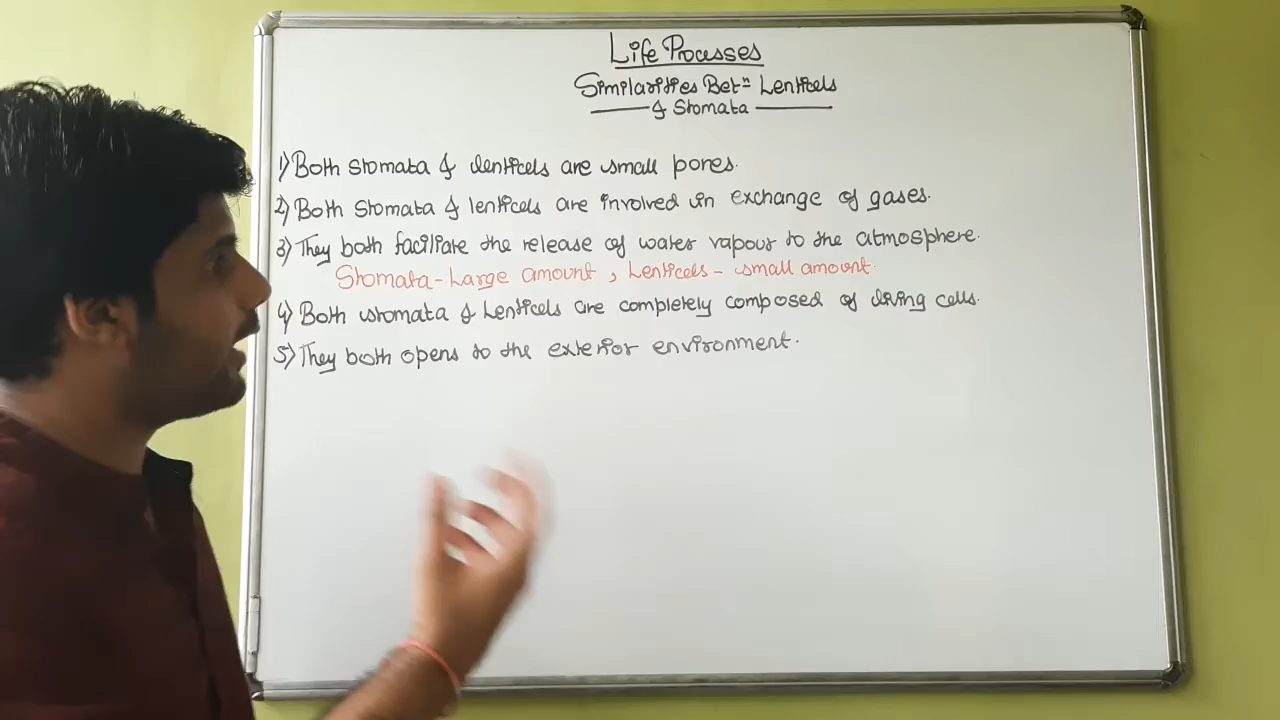 Life Processes
Similarities Betⁿ Lenticels
& Stomata
1) Both stomata & lenticels are small pores.
2) Both stomata & lenticels are involved in exchange of gases.
3) They both facilitate the release of water vapour to the atmosphere.
Stomata - Large amount, Lenticels - small amount.
4) Both stomata & Lenticels are completely composed of living cells.
5) They both opens to the exterior environment.